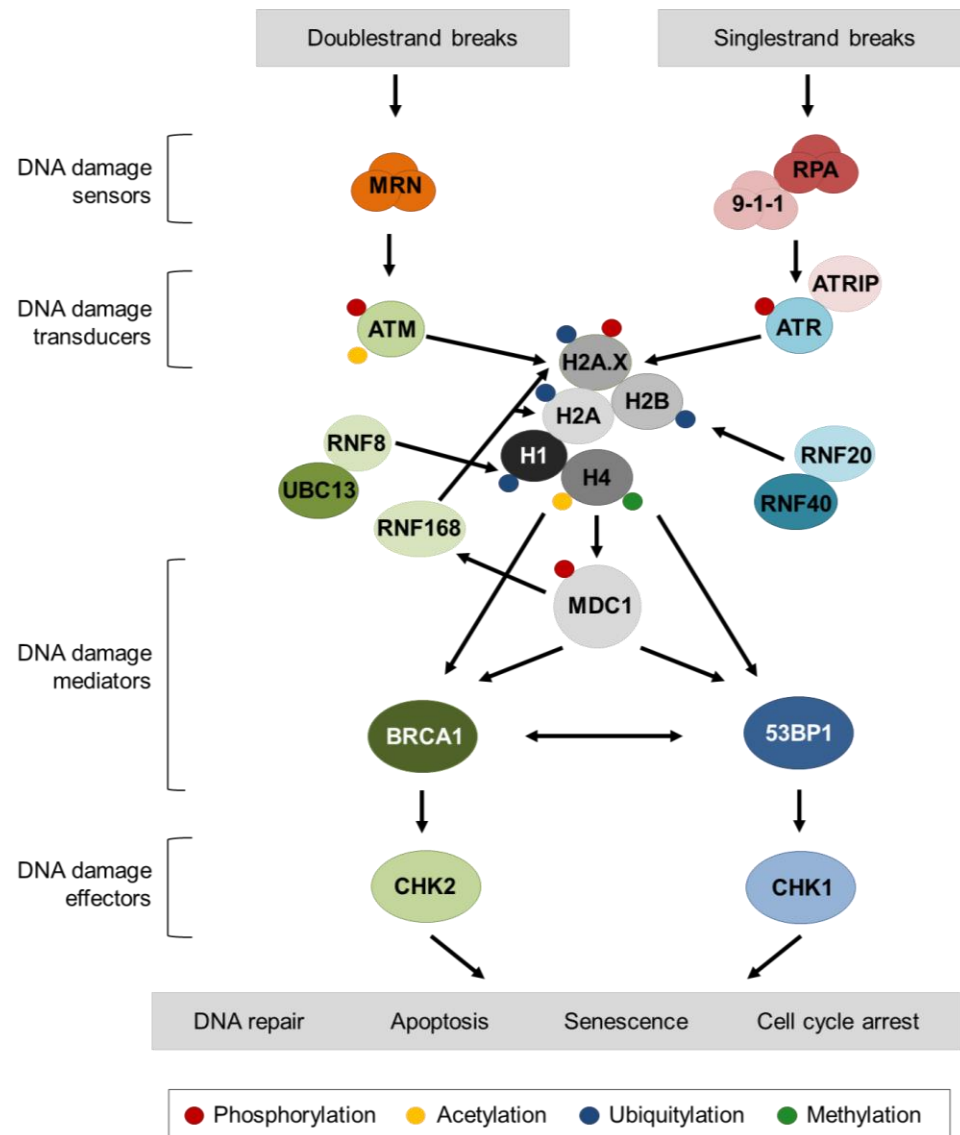 Doublestrand breaks
Singlestrand breaks
DNA damage
sensors
MRN
RPA
9-1-1
DNA damage
transducers
ATM
ATRIP
ATR
H2A.X
H2A
H2B
RNF8
UBC13
H1
H4
RNF20
RNF40
RNF168
DNA damage
mediators
MDC1
BRCA1
53BP1
DNA damage
effectors
CHK2
CHK1
DNA repair Apoptosis Senescence Cell cycle arrest
Phosphorylation Acetylation Ubiquitylation Methylation